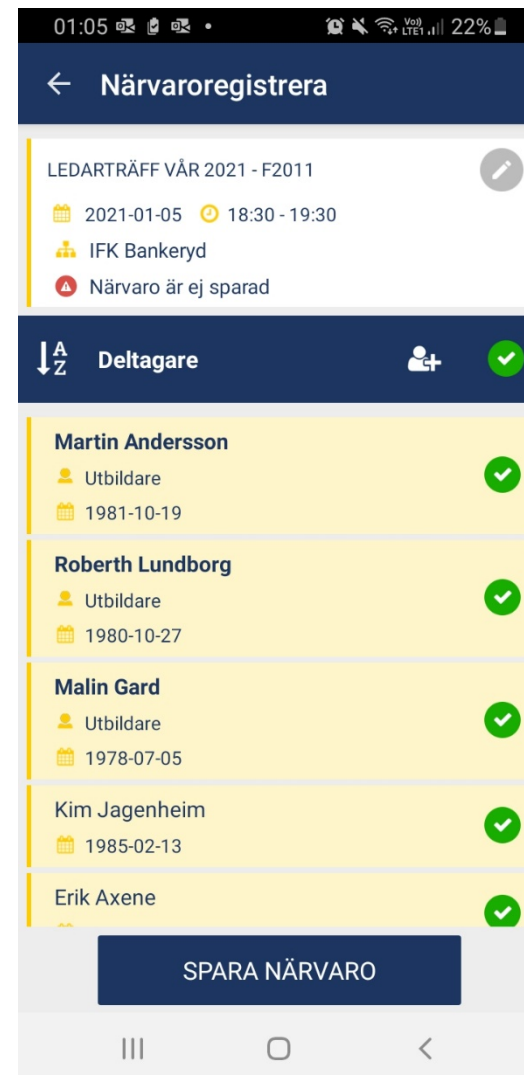 01:05 Vo)) LTE1 22%
Närvaroregistrera
LEDARTRÄFF VÅR 2021 - F2011
2021-01-05 18:30 - 19:30
IFK Bankeryd
Närvaro är ej sparad
A
Z Deltagare
Martin Andersson
Utbildare
1981-10-19
Roberth Lundborg
Utbildare
1980-10-27
Malin Gard
Utbildare
1978-07-05
Kim Jagenheim
1985-02-13
Erik Axene
SPARA NÄRVARO